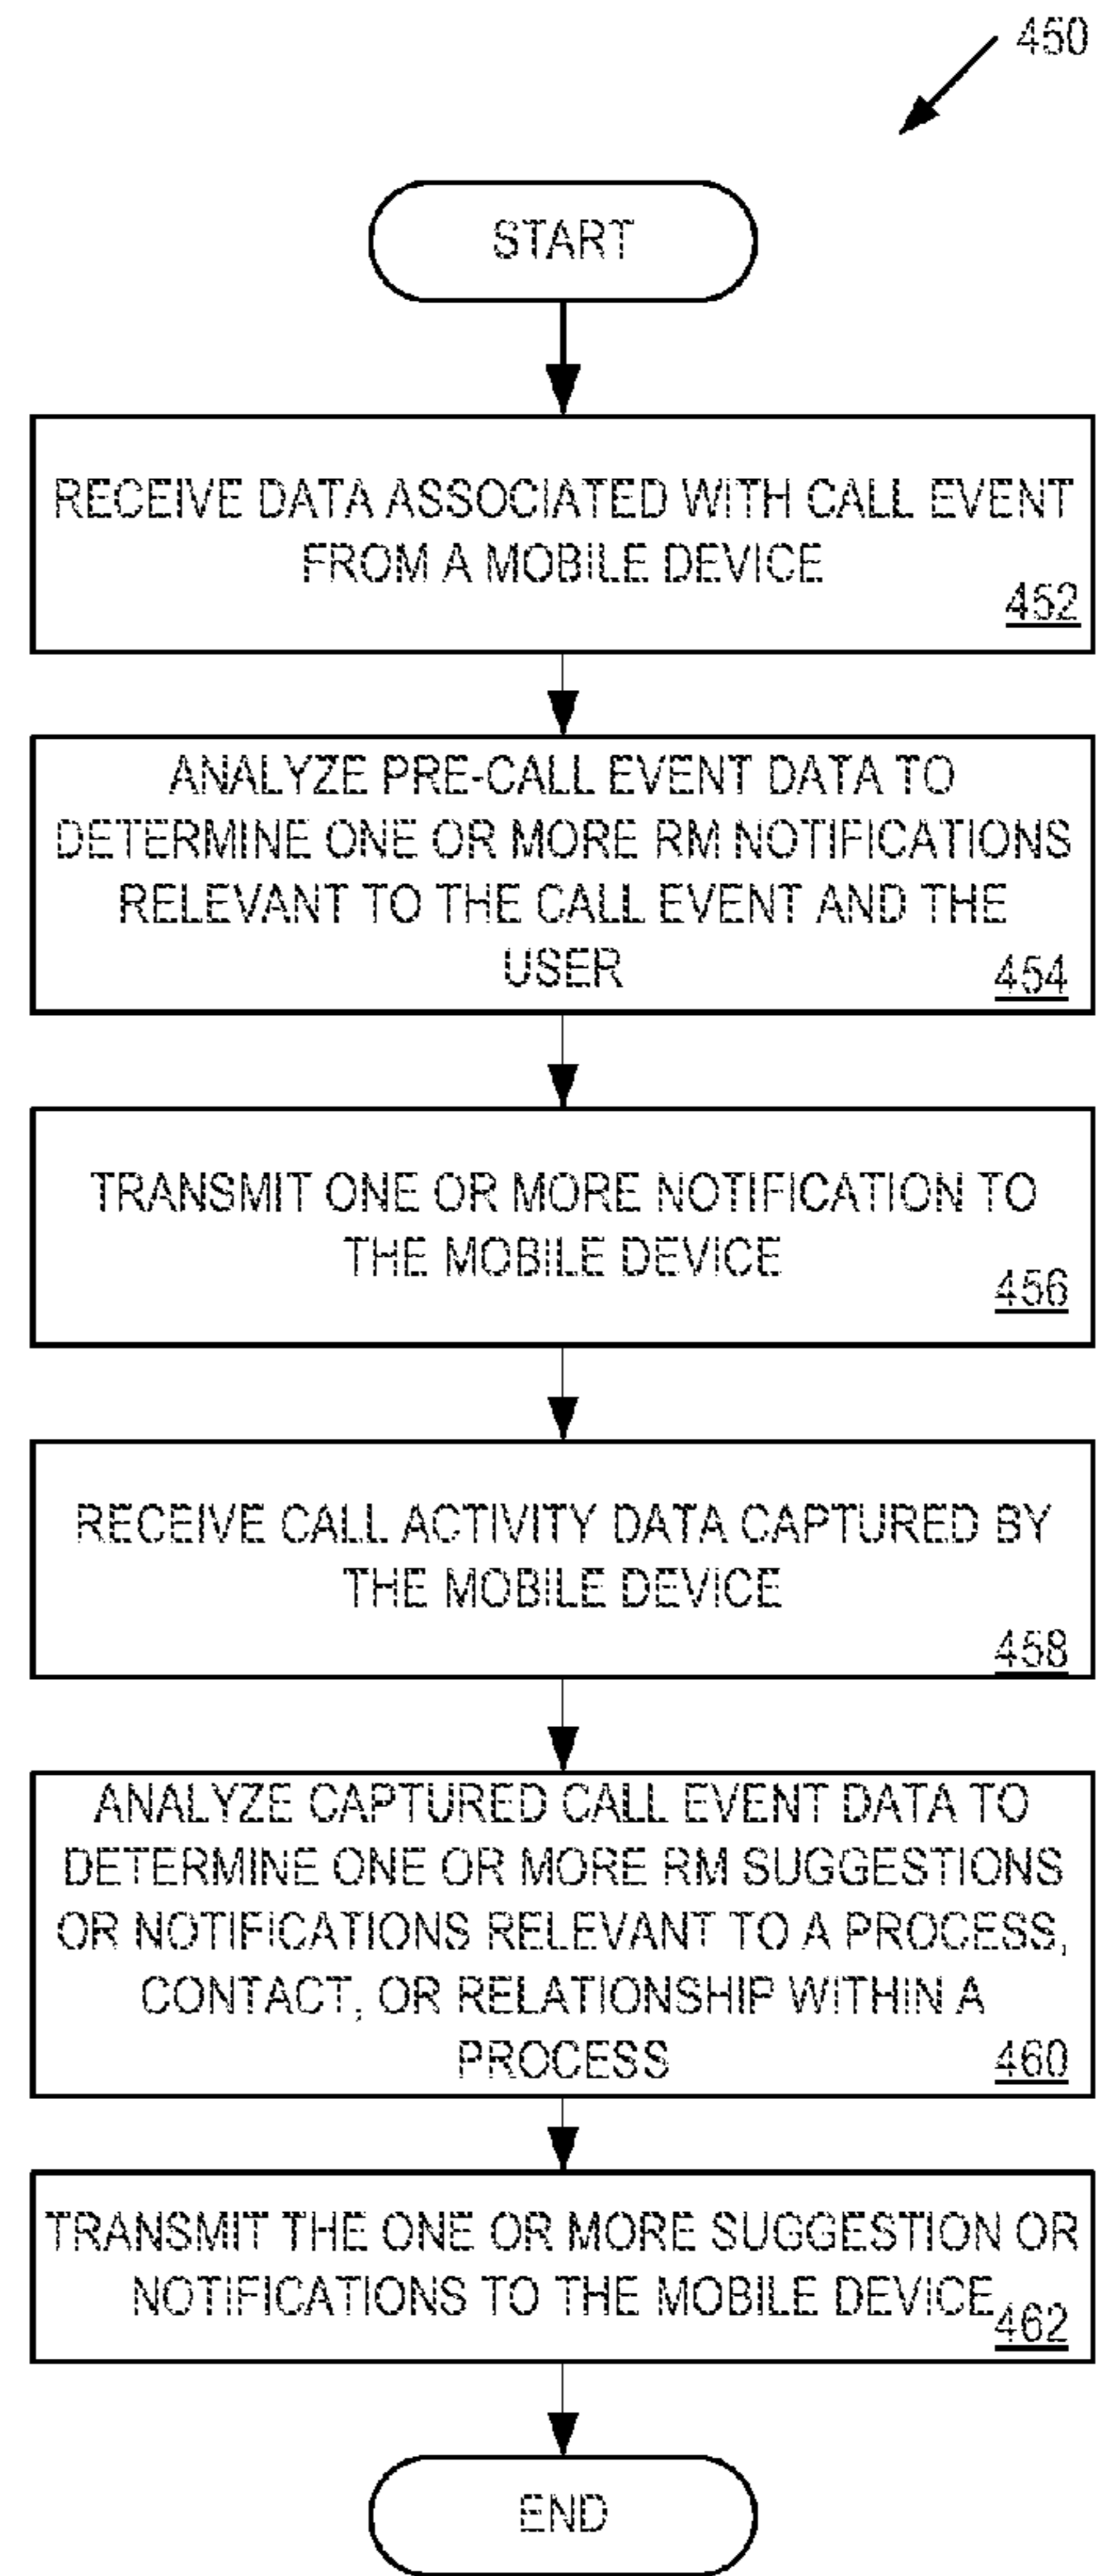 450
START
RECEIVE DATA ASSOCIATED WITH CALL EVENT
FROM A MOBILE DEVICE
452
ANALYZE PRE-CALL EVENT DATA TO
DETERMINE ONE OR MORE RM NOTIFICATIONS
RELEVANT TO THE CALL EVENT AND THE
USER
454
TRANSMIT ONE OR MORE NOTIFICATION TO
THE MOBILE DEVICE
456
RECEIVE CALL ACTIVITY DATA CAPTURED BY
THE MOBILE DEVICE
458
ANALYZE CAPTURED CALL EVENT DATA TO
DETERMINE ONE OR MORE RM SUGGESTIONS
OR NOTIFICATIONS RELEVANT TO A PROCESS,
CONTACT, OR RELATIONSHIP WITHIN A
PROCESS
460
TRANSMIT THE ONE OR MORE SUGGESTION OR
NOTIFICATIONS TO THE MOBILE DEVICE
462
END